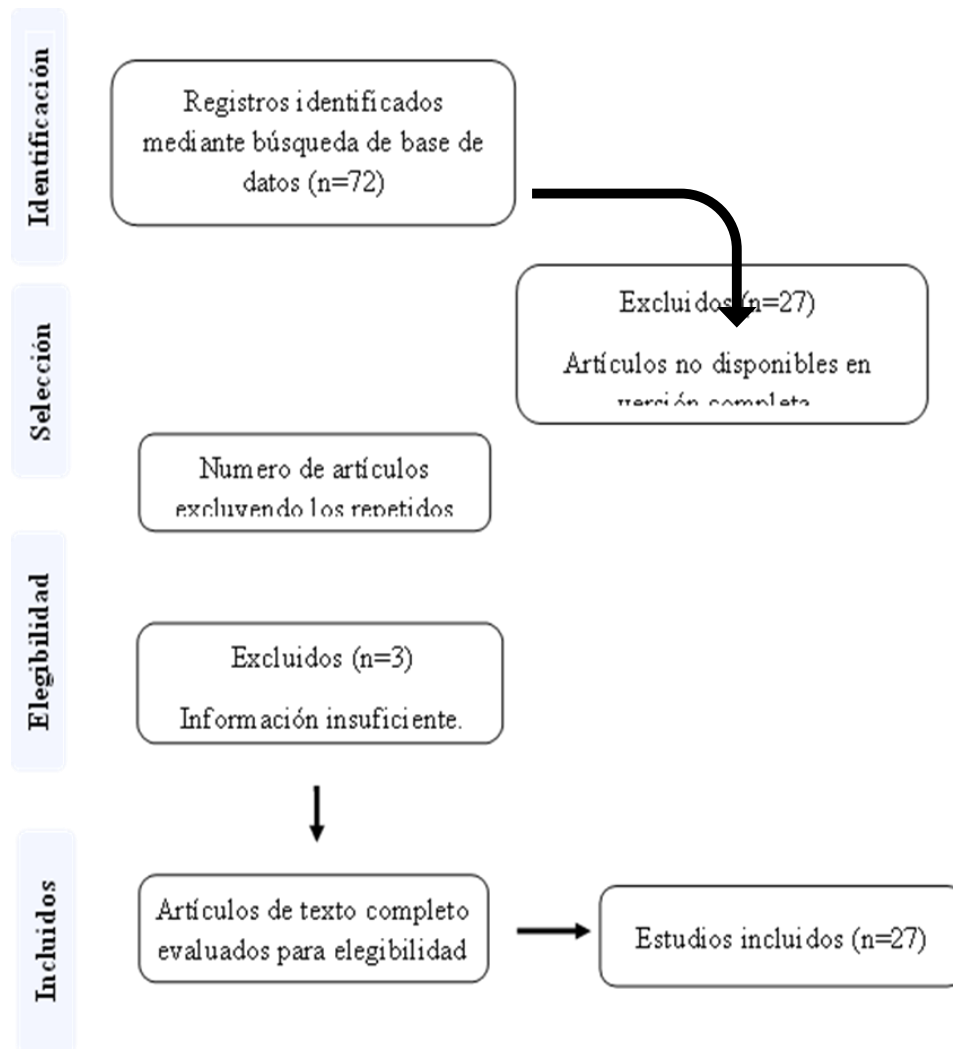 Identificación
Registros identificados
mediante búsqueda de base de
datos (n=72)
Selección
Excluidos (n=27)
Artículos no disponibles en
versión completa
Numero de artículos
excluyendo los repetidos
Elegibilidad
Excluidos (n=3)
Información insuficiente.
Incluidos
Artículos de texto completo
evaluados para elegibilidad
Estudios incluidos (n=27)